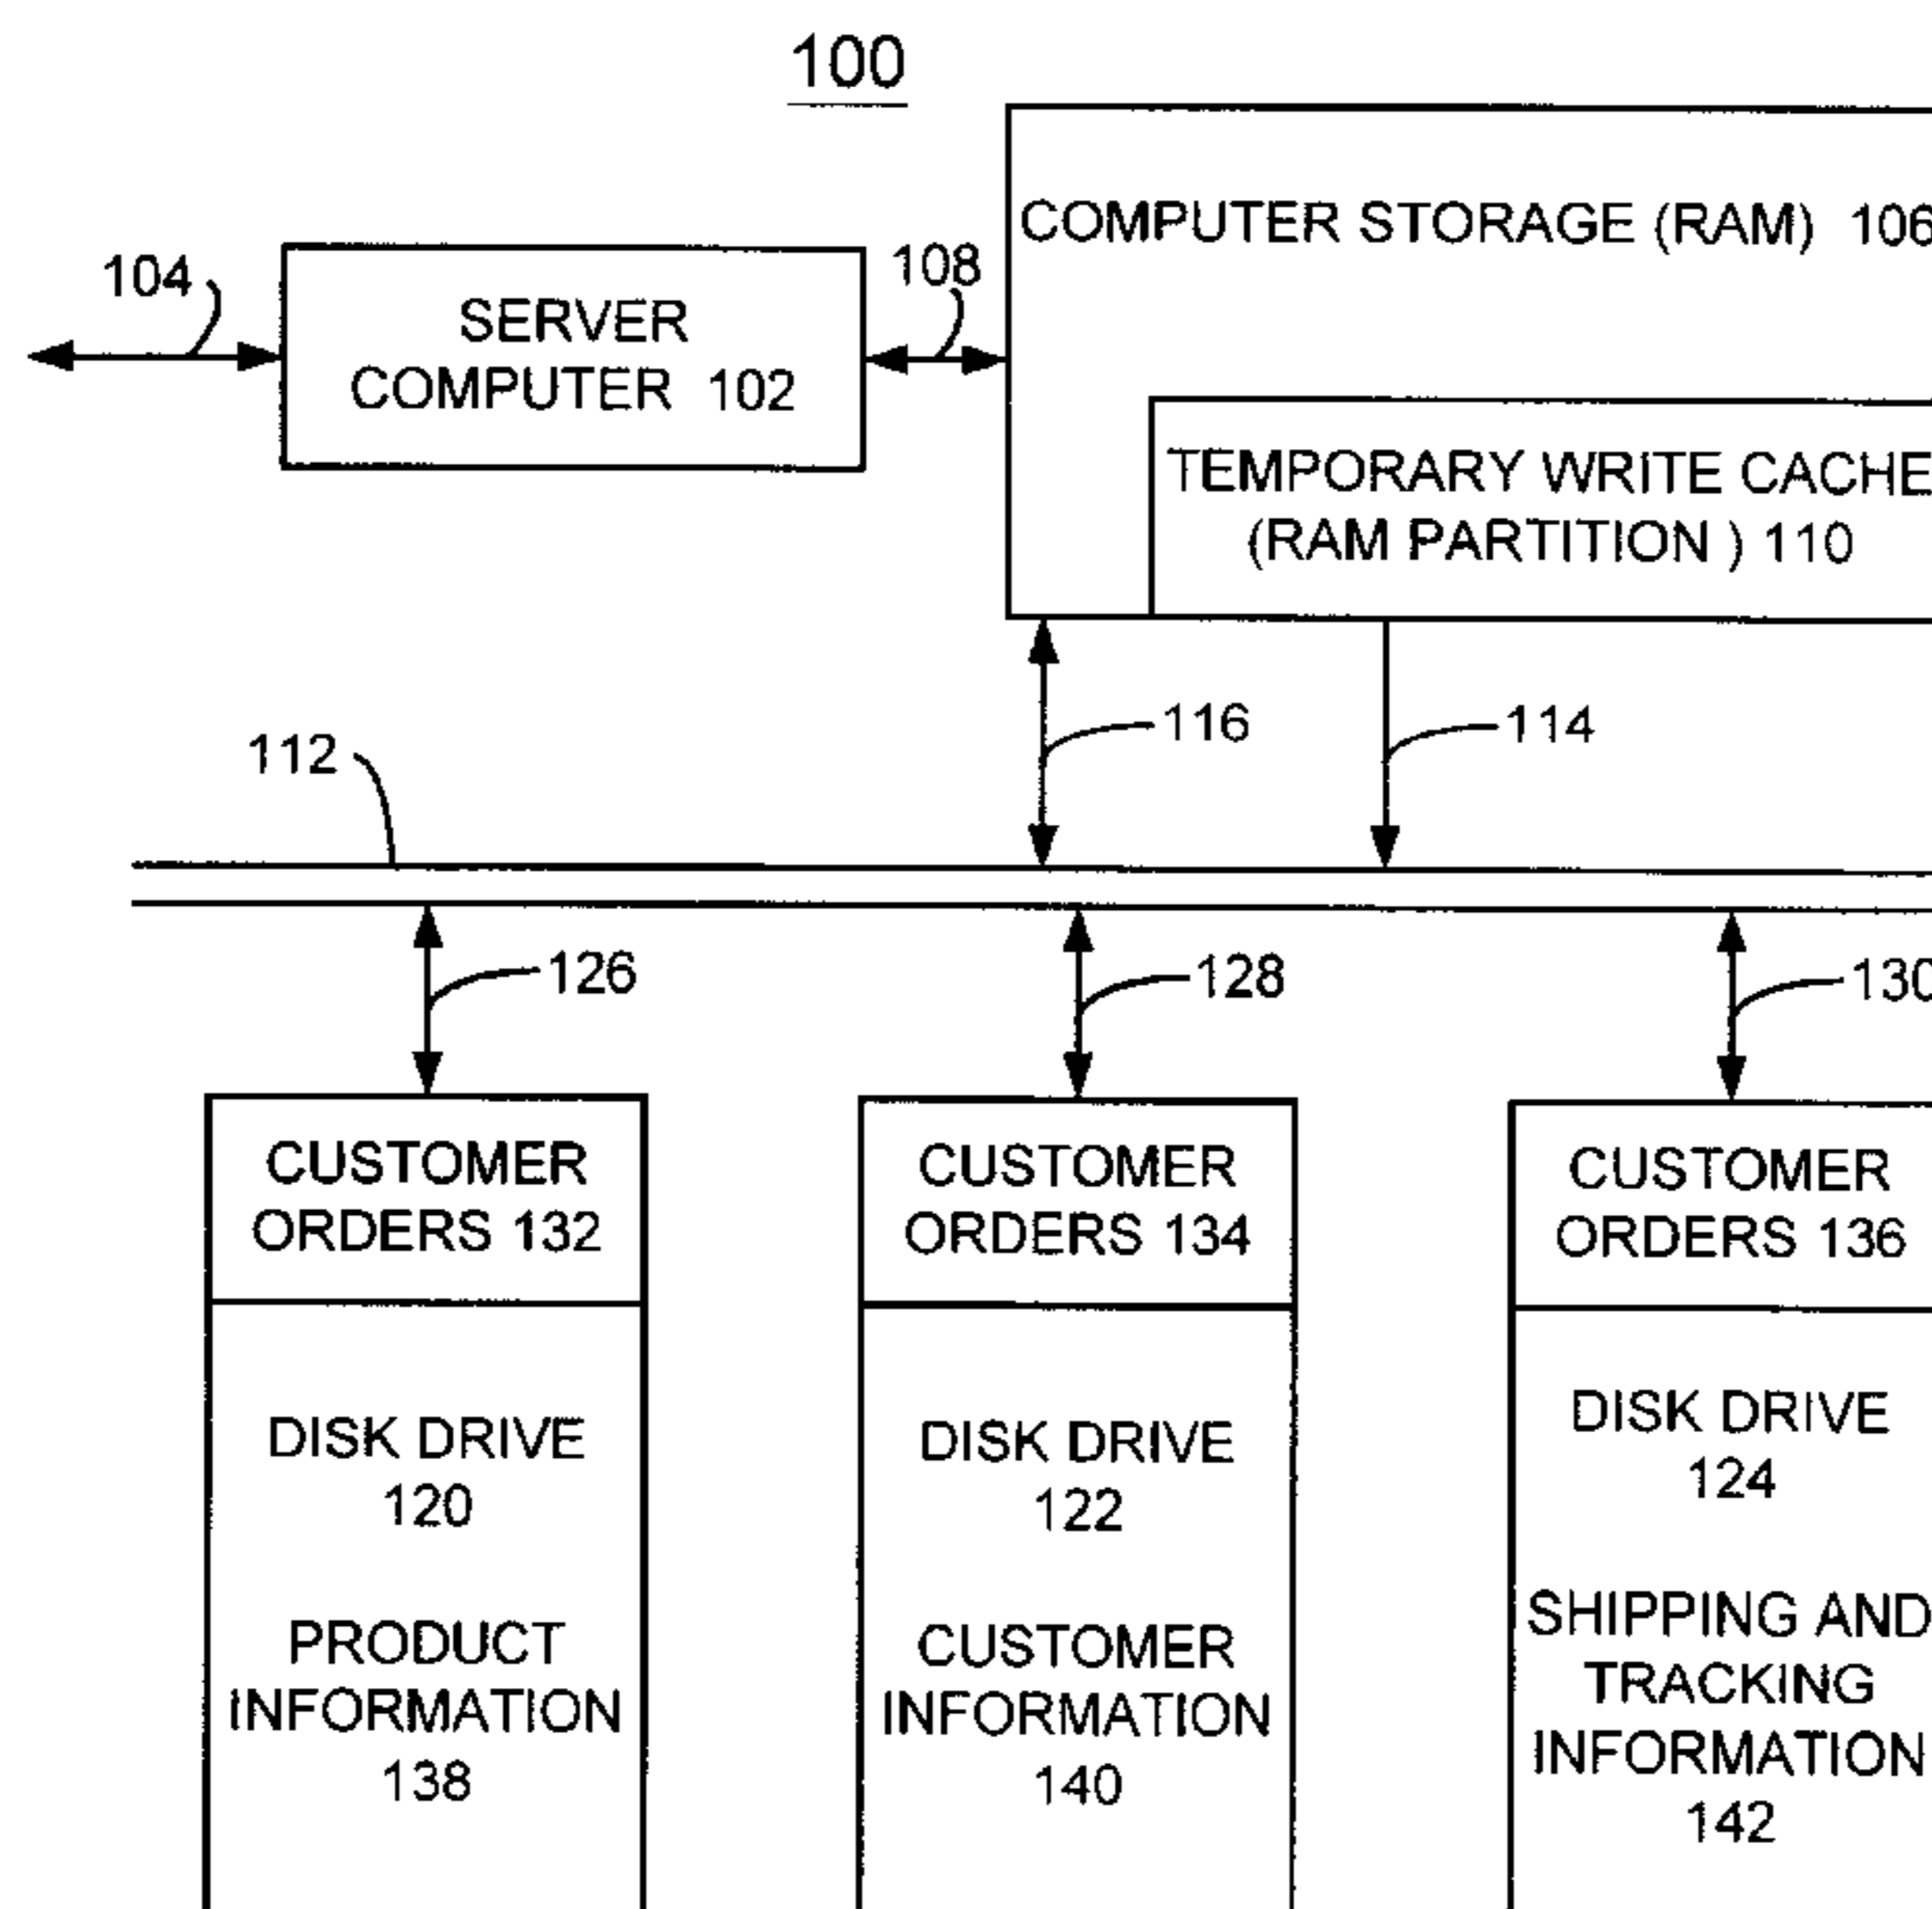 100
COMPUTER STORAGE (RAM) 106
104
108
SERVER
COMPUTER 102
TEMPORARY WRITE CACHE
(RAM PARTITION ) 110
116
114
112
126
128
130
CUSTOMER
ORDERS 132
CUSTOMER
ORDERS 134
CUSTOMER
ORDERS 136
DISK DRIVE
120
DISK DRIVE
122
DISK DRIVE
124
PRODUCT
INFORMATION
138
CUSTOMER
INFORMATION
140
SHIPPING AND
TRACKING
INFORMATION
142